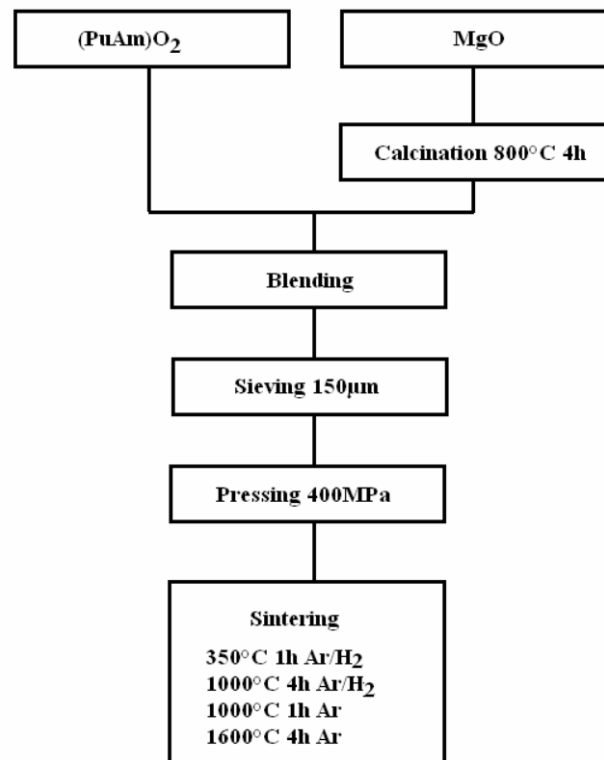 (PuAm)O2
MgO
Calcination 800°C 4h
Blending
Sieving 150µm
Pressing 400MPa
Sintering
350°C 1h Ar/H2
1000°C 4h Ar/H2
1000°C 1h Ar
1600°C 4h Ar